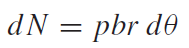 dN = pbr dθ